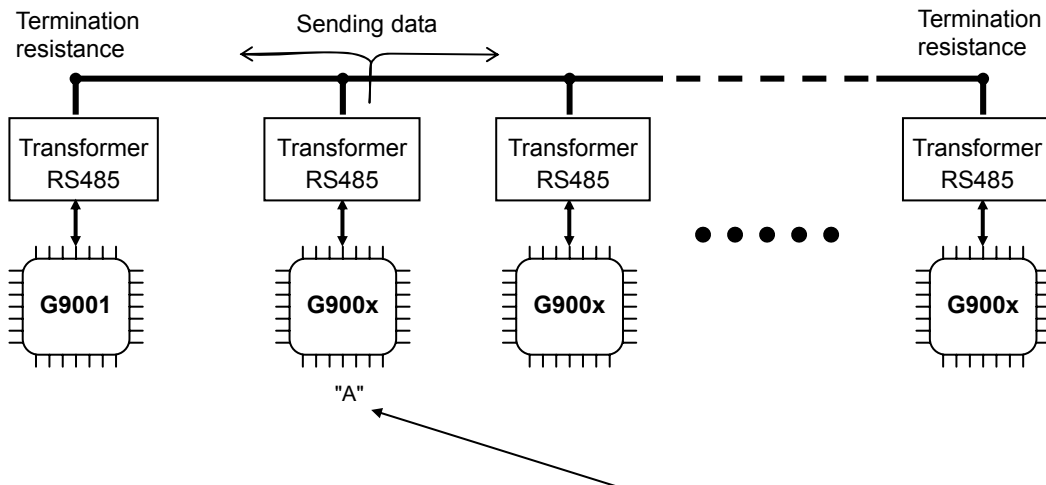 Termination
resistance
Sending data
Termination
resistance
Transformer
RS485
Transformer
RS485
Transformer
RS485
Transformer
RS485
G9001
G900x
G900x
G900x
"A"